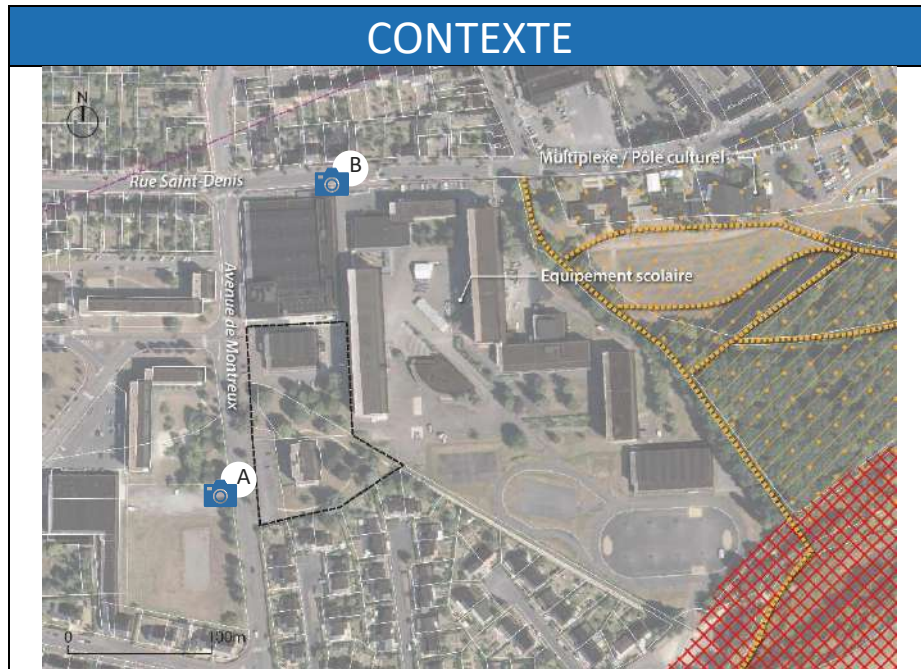 CONTEXTE
N
B
Multiplexe / Pôle culturel
Rue Saint-Denis
Equipement scolaire
Avenue de Montreux
A
0
100m